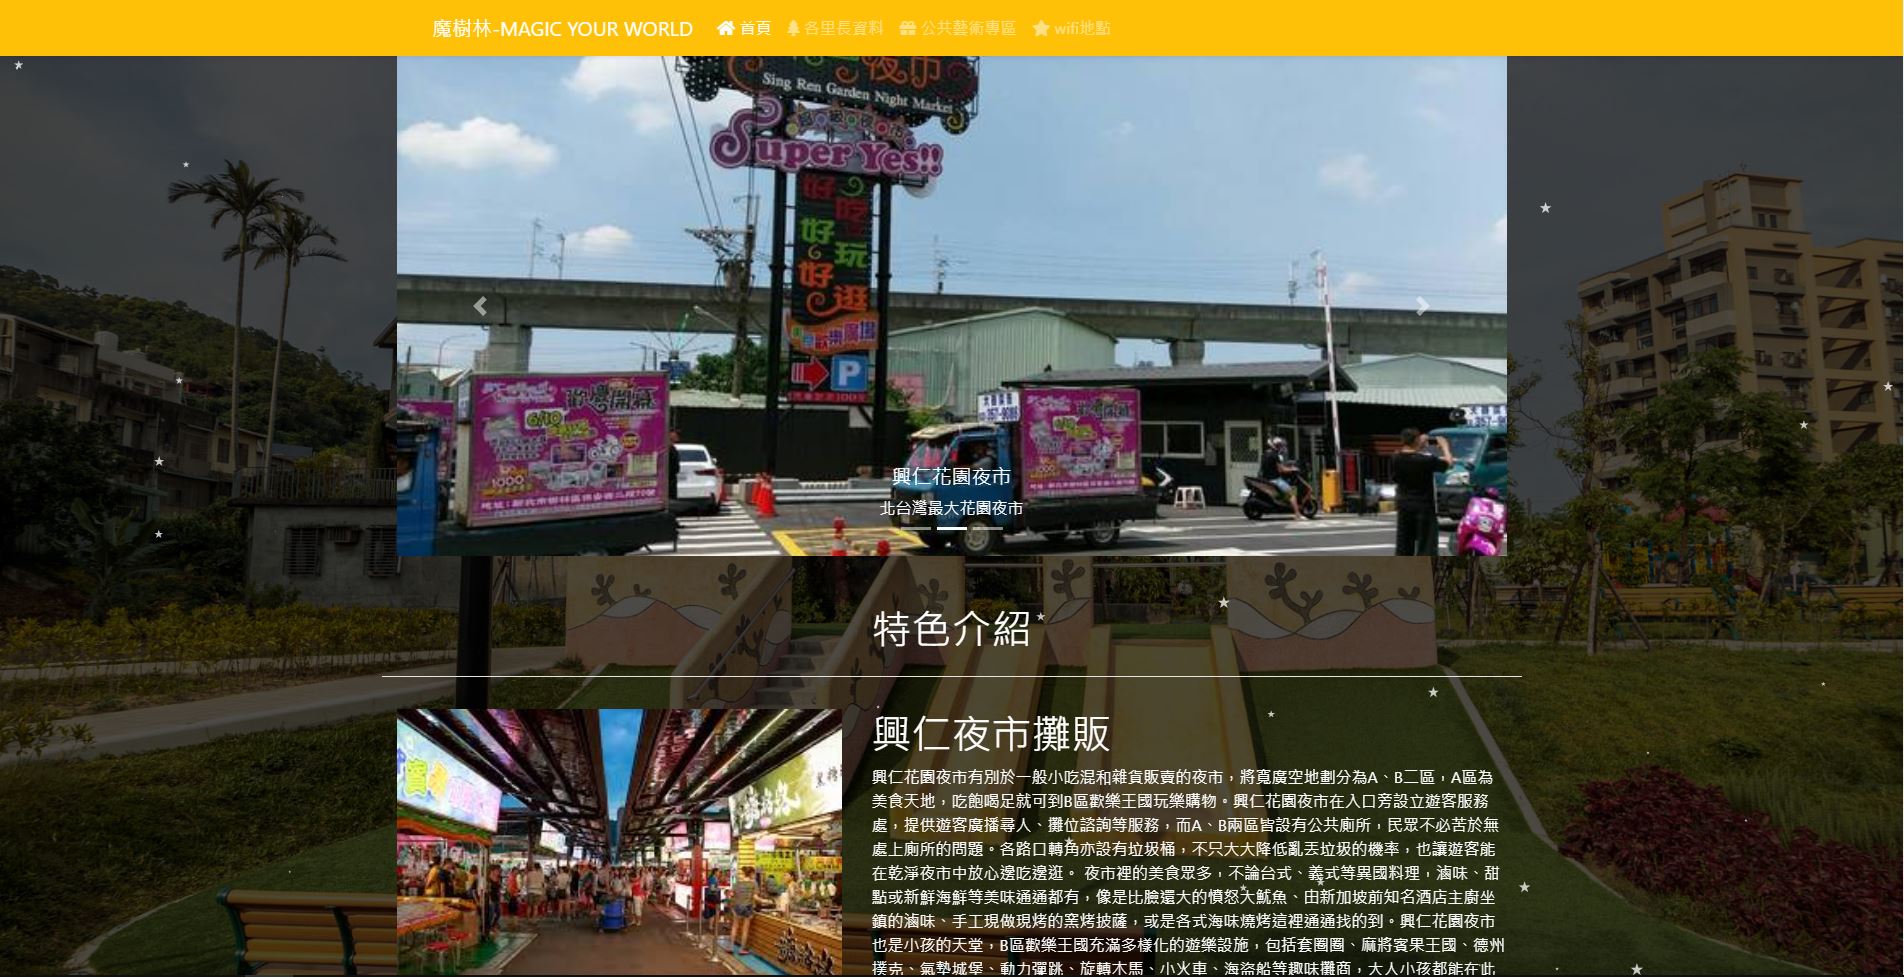 魔樹林-MAGIC YOUR WORLD 首頁 各里長資料 公共藝術專區 wifi地點
夜市
Sing Ren Garden Night Market
Super Yes!!
好吃
好玩
好逛
P
歡慶開幕
興仁花園夜市
北台灣最大花園夜市
特色介紹
興仁夜市攤販
興仁花園夜市有別於一般小吃混和雜貨販賣的夜市，將寬廣空地劃分為A、B二區，A區為
美食天地，吃飽喝足就可到B區歡樂王國玩樂購物。興仁花園夜市在入口旁設立遊客服務
處，提供遊客廣播尋人、攤位諮詢等服務，而A、B兩區皆設有公共廁所，民眾不必苦於無
處上廁所的問題。各路口轉角亦設有垃圾桶，不只大大降低亂丟垃圾的機率，也讓遊客能
在乾淨夜市中放心邊吃邊逛。 夜市裡的美食眾多，不論台式、義式等異國料理，滷味、甜
點或新鮮海鮮等美味通通都有，像是比臉還大的憤怒大魷魚、由新加坡前知名酒店主廚坐
鎮的滷味、手工現做現烤的窯烤披薩，或是各式海味燒烤這裡通通找的到。興仁花園夜市
也是小孩的天堂，B區歡樂王國充滿多樣化的遊樂設施，包括套圈圈、麻將賓果王國、德州
撲克、氣墊城堡、動力彈跳、旋轉木馬、小火車、海盜船等趣味攤商，大人小孩都能在此